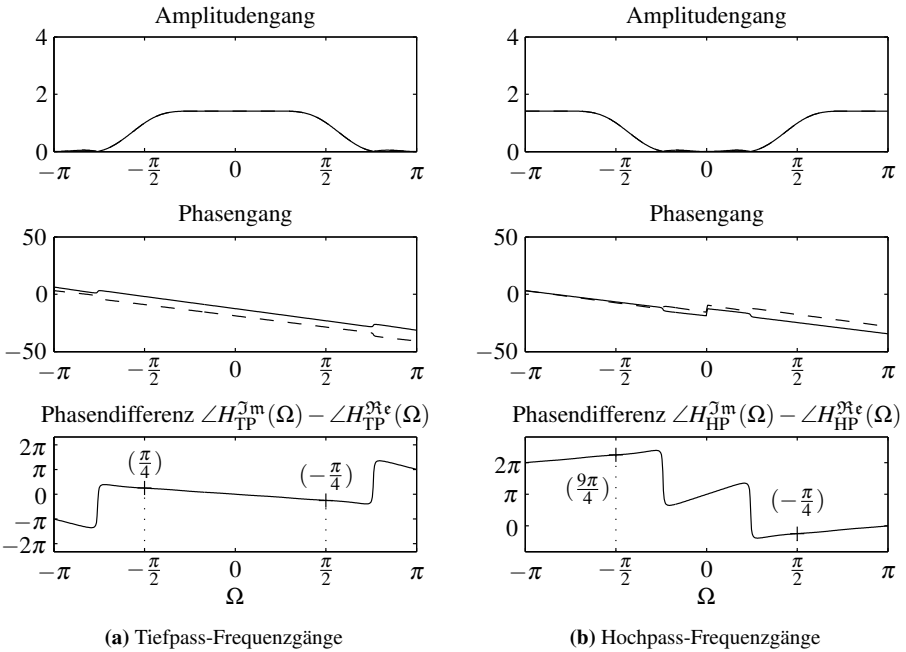 Amplitudengang
4
2
0
−π −π/2 0 π/2 π
Phasengang
50
0
−50
−π −π/2 0 π/2 π
Phasendifferenz ∠H_TP^ℑ𝔪(Ω) − ∠H_TP^ℜ𝔢(Ω)
2π
π
0
−π
−2π
(π/4)
(−π/4)
−π −π/2 0 π/2 π
Ω
(a) Tiefpass-Frequenzgänge
Amplitudengang
4
2
0
−π −π/2 0 π/2 π
Phasengang
50
0
−50
−π −π/2 0 π/2 π
Phasendifferenz ∠H_HP^ℑ𝔪(Ω) − ∠H_HP^ℜ𝔢(Ω)
2π
π
0
(9π/4)
(−π/4)
−π −π/2 0 π/2 π
Ω
(b) Hochpass-Frequenzgänge